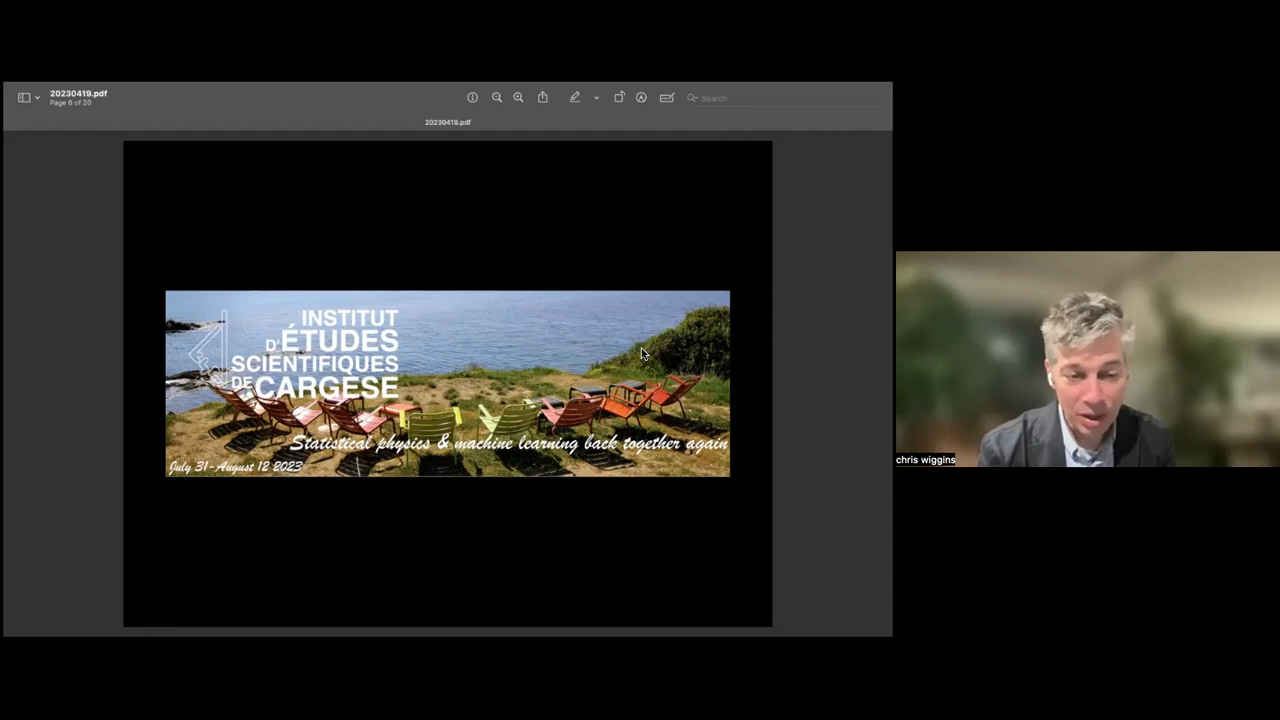 20230419.pdf
Page 6 of 20
Search
20230419.pdf
INSTITUT
D'ÉTUDES
SCIENTIFIQUES
DE CARGÈSE
Statistical physics & machine learning back together again
July 31-August 12 2023
chris wiggins